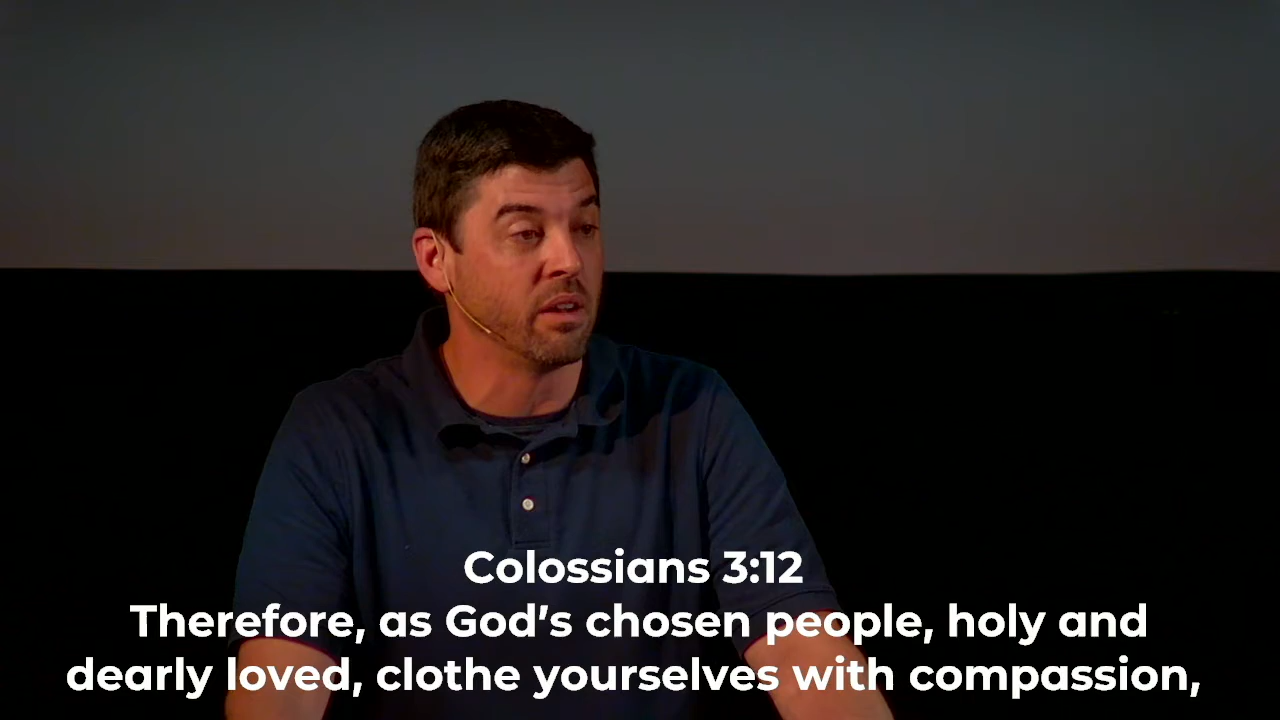 Colossians 3:12
Therefore, as God’s chosen people, holy and
dearly loved, clothe yourselves with compassion,